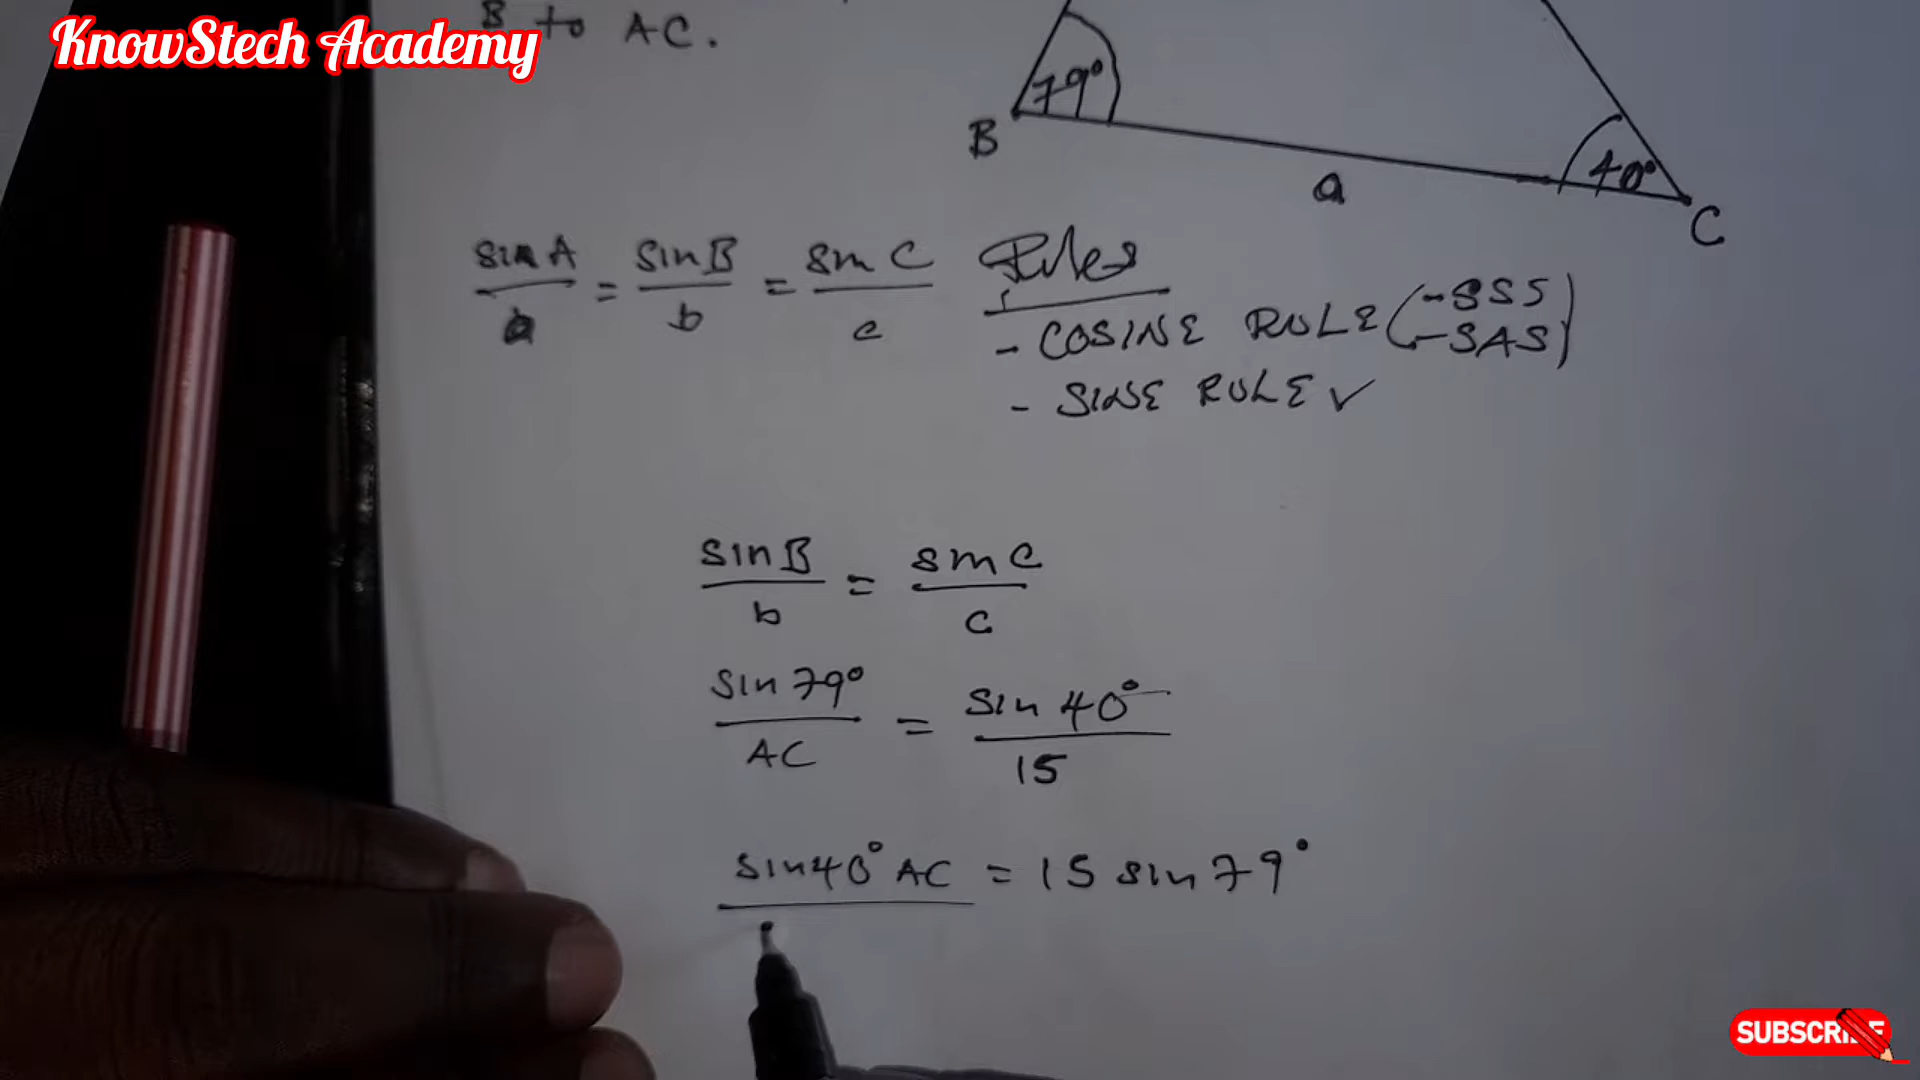 B to AC.
KnowStech Academy
79°
B
40°
a
C
sin A / a = sin B / b = sin C / c
Rules
- COSINE RULE (-SSS
-SAS)
- SINE RULE ✓
sin B / b = sin C / c
sin 79° / AC = sin 40° / 15
sin 40° AC = 15 sin 79°
SUBSCRIBE